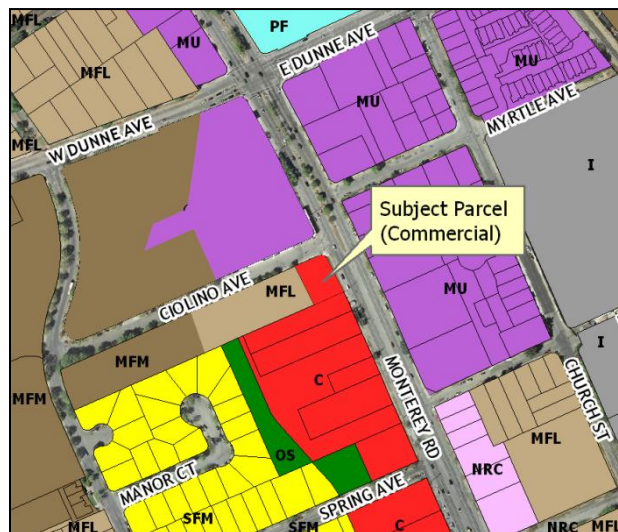 MFL
MU
PF
E DUNNE AVE
MFL
MU
MU
MYRTLE AVE
W DUNNE AVE
MFL
I
Subject Parcel
(Commercial)
CIOLINO AVE
MFL
MU
MFM
MFM
C
MONTEREY RD
I
CHURCH ST
OS
MFL
NRC
MANOR CT
SPRING AVE
SFM
SFM
C
NRC
MFL
MFL